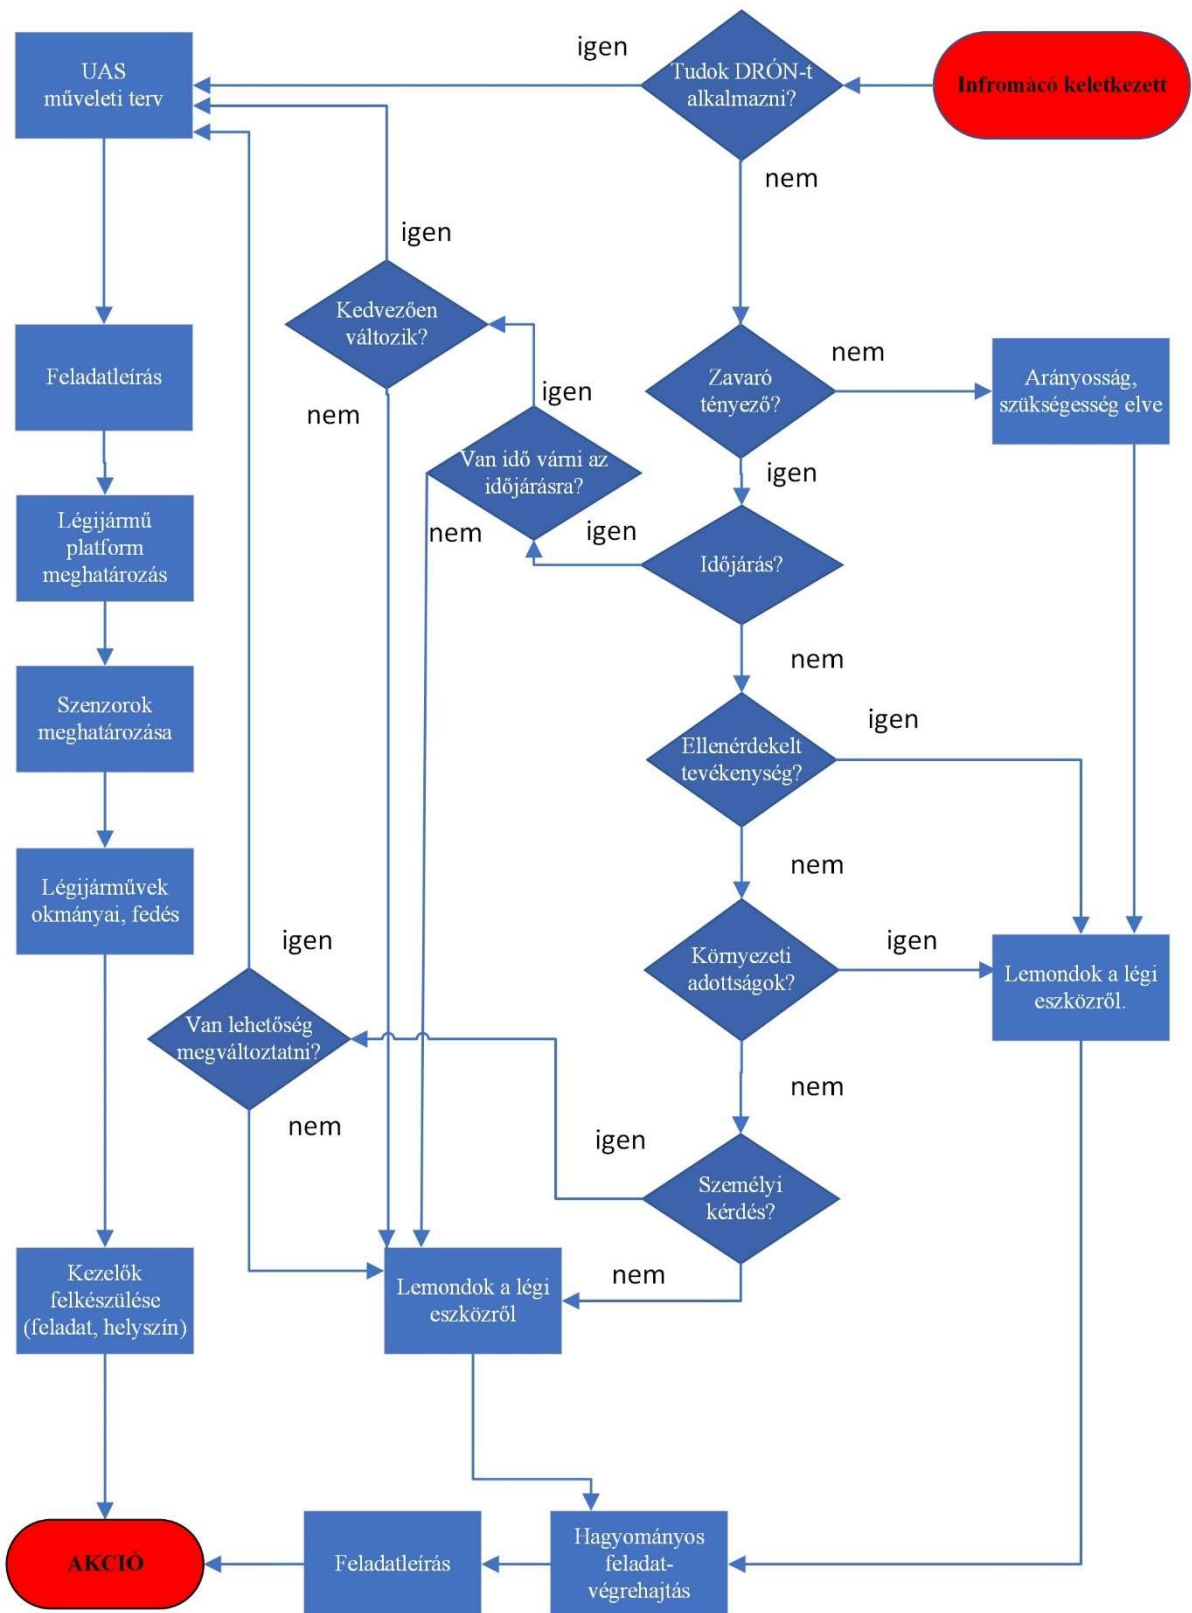 igen
UAS
műveleti terv
Tudok DRÓN-t
alkalmazni?
Infromácó keletkezett
nem
igen
Kedvezően
változik?
nem
Zavaró
tényező?
nem
Arányosság,
szükségesség elve
Feladatleírás
igen
Van idő várni az
időjárásra?
igen
nem
igen
Időjárás?
Légijármű
platform
meghatározás
nem
Szenzorok
meghatározása
Ellenérdekelt
tevékenység?
igen
nem
Légijárművek
okmányai, fedés
igen
Környezeti
adottságok?
igen
Lemondok a légi
eszközről.
Van lehetőség
megváltoztatni?
nem
nem
igen
Személyi
kérdés?
nem
Kezelők
felkészülése
(feladat, helyszín)
Lemondok a légi
eszközről
AKCIÓ
Feladatleírás
Hagyományos
feladat-
végrehajtás